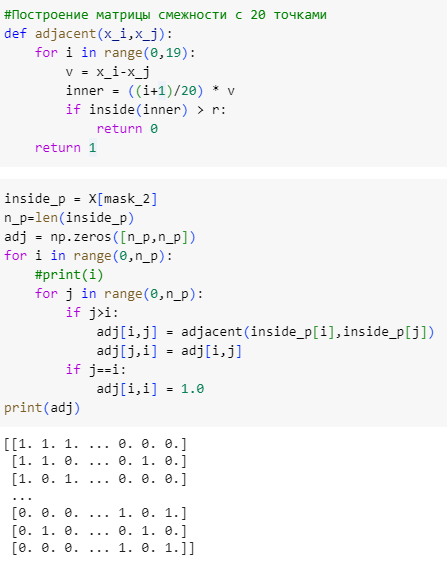 #Построение матрицы смежности с 20 точками
def adjacent(x_i,x_j):
    for i in range(0,19):
        v = x_i-x_j
        inner = ((i+1)/20) * v
        if inside(inner) > r:
            return 0
    return 1
inside_p = X[mask_2]
n_p=len(inside_p)
adj = np.zeros([n_p,n_p])
for i in range(0,n_p):
    #print(i)
    for j in range(0,n_p):
        if j>i:
            adj[i,j] = adjacent(inside_p[i],inside_p[j])
            adj[j,i] = adj[i,j]
        if j==i:
            adj[i,i] = 1.0
print(adj)
[[1. 1. 1. ... 0. 0. 0.]
 [1. 1. 0. ... 0. 1. 0.]
 [1. 0. 1. ... 0. 0. 0.]
 ...
 [0. 0. 0. ... 1. 0. 1.]
 [0. 1. 0. ... 0. 1. 0.]
 [0. 0. 0. ... 1. 0. 1.]]